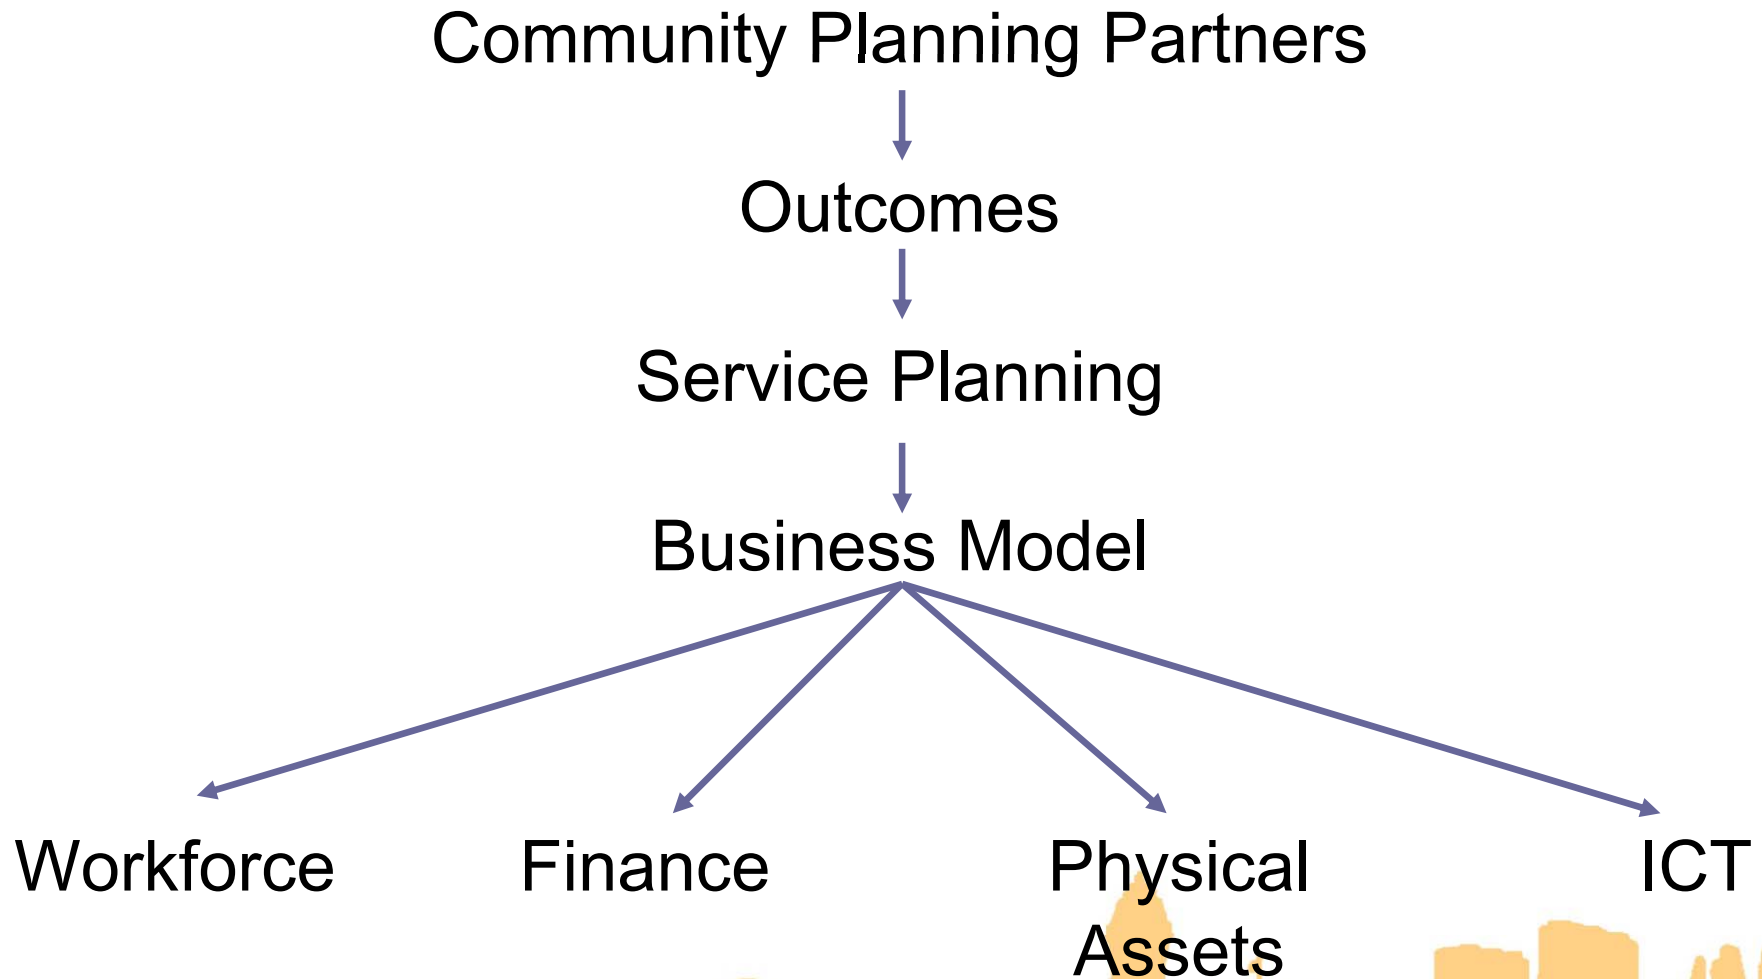 Community Planning Partners
Outcomes
Service Planning
Business Model
Workforce
Finance
Physical
Assets
ICT